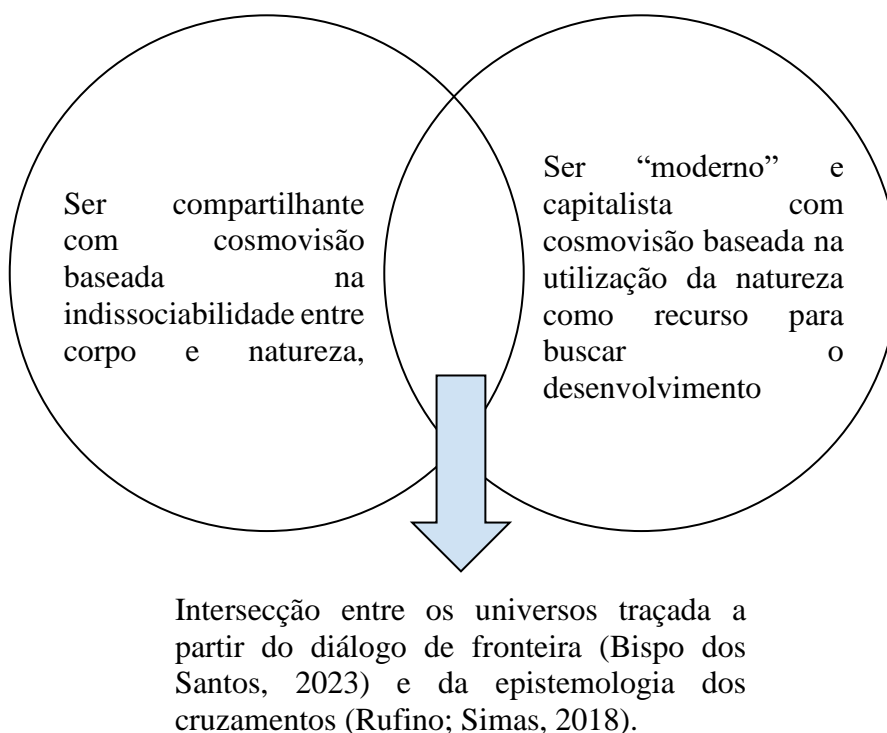 Ser compartilhante
com cosmovisão
baseada na
indissociabilidade entre
corpo e natureza,
Ser “moderno” e
capitalista com
cosmovisão baseada na
utilização da natureza
como recurso para
buscar o
desenvolvimento
Intersecção entre os universos traçada a
partir do diálogo de fronteira (Bispo dos
Santos, 2023) e da epistemologia dos
cruzamentos (Rufino; Simas, 2018).